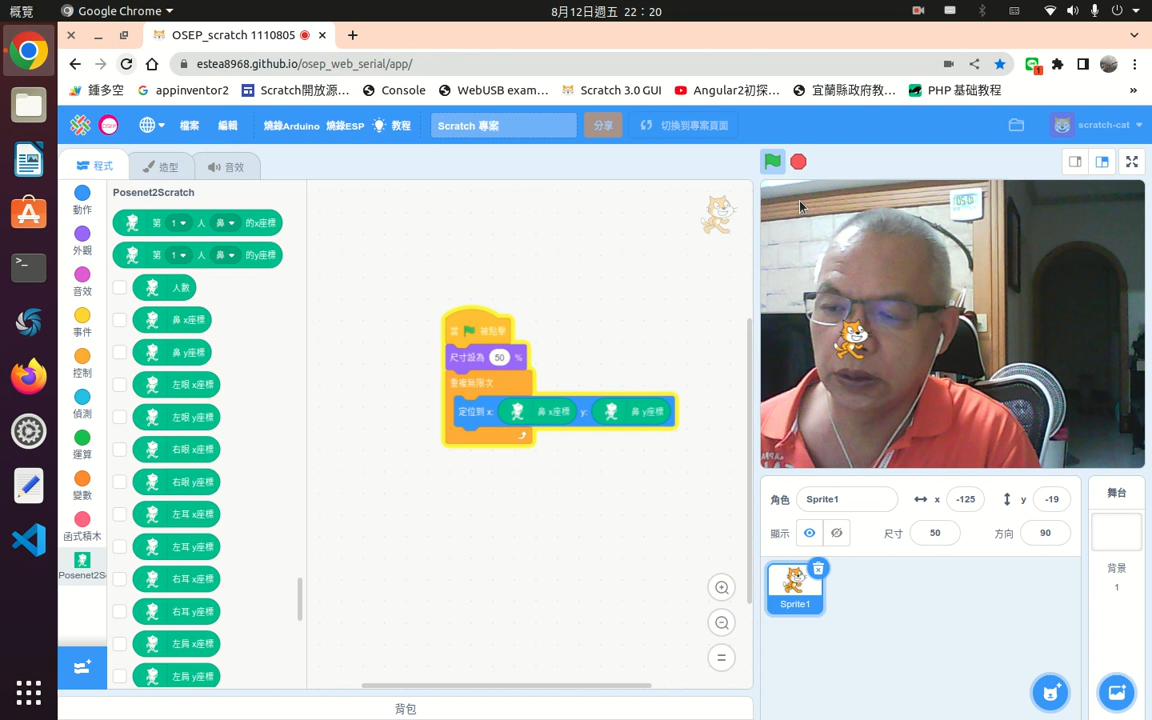 概覽
Google Chrome
8月12日週五 22：20
OSEP_scratch 1110805
estea8968.github.io/osep_web_serial/app/
1
鍾多空
appinventor2
Scratch開放源…
Console
WebUSB exam…
Scratch 3.0 GUI
Angular2初探…
宜蘭縣政府教…
PHP 基础教程
»
OSEP
檔案
編輯
燒錄Arduino
燒錄ESP
教程
Scratch 專案
分享
切換到專案頁面
scratch-cat
程式
造型
音效
動作
外觀
音效
事件
控制
偵測
運算
變數
函式積木
Posenet2S
Posenet2Scratch
第 1 人 鼻 的x座標
第 1 人 鼻 的y座標
人數
鼻 x座標
鼻 y座標
左眼 x座標
左眼 y座標
右眼 x座標
右眼 y座標
左耳 x座標
左耳 y座標
右耳 x座標
右耳 y座標
左肩 x座標
左肩 y座標
當 被點擊
尺寸設為 50 %
重複無限次
定位到 x: 鼻 x座標 y: 鼻 y座標
角色 Sprite1 x -125 y -19
顯示 尺寸 50 方向 90
Sprite1
舞台
背景
1
背包